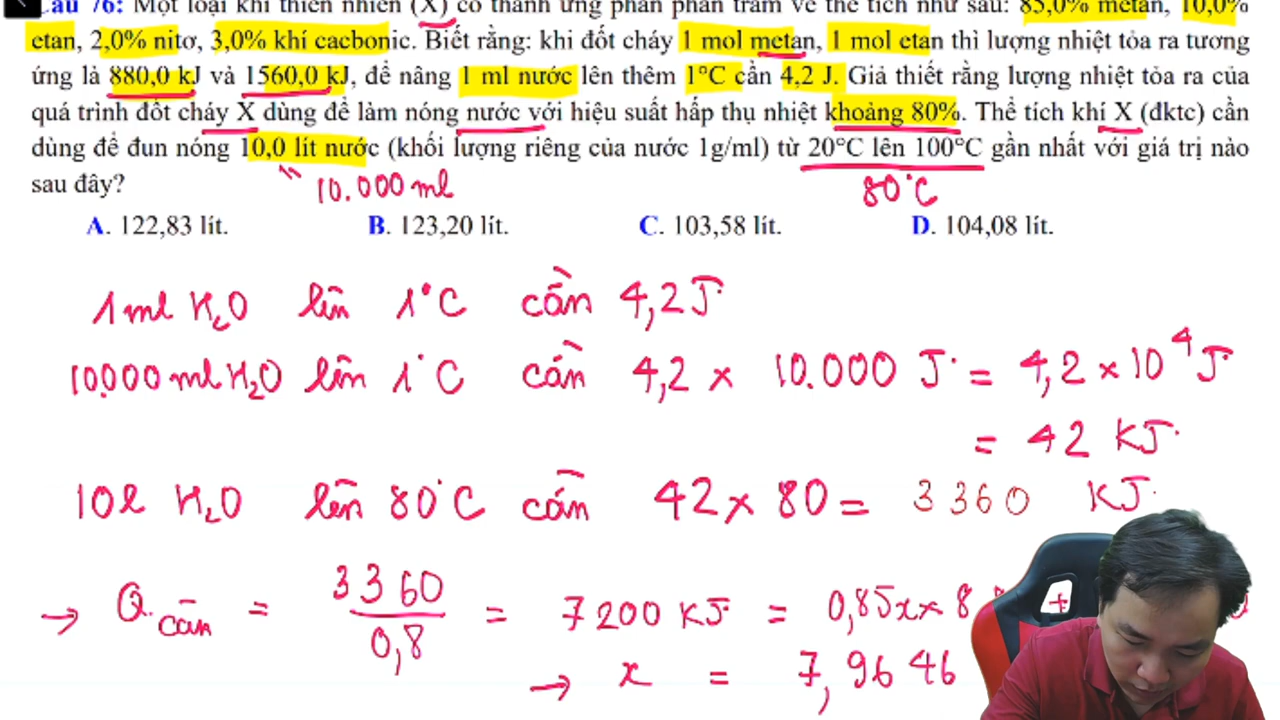 Câu 76: Một loại khí thiên nhiên (X) có thành ứng phần phần trăm về thể tích như sau: 85,0% metan, 10,0%
etan, 2,0% nitơ, 3,0% khí cacbonic. Biết rằng: khi đốt cháy 1 mol metan, 1 mol etan thì lượng nhiệt tỏa ra tương
ứng là 880,0 kJ và 1560,0 kJ, để nâng 1 ml nước lên thêm 1°C cần 4,2 J. Giả thiết rằng lượng nhiệt tỏa ra của
quá trình đốt cháy X dùng để làm nóng nước với hiệu suất hấp thụ nhiệt khoảng 80%. Thể tích khí X (đktc) cần
dùng để đun nóng 10,0 lít nước (khối lượng riêng của nước 1g/ml) từ 20°C lên 100°C gần nhất với giá trị nào
sau đây?
10.000 ml 80°C
A. 122,83 lít. B. 123,20 lít. C. 103,58 lít. D. 104,08 lít.
1ml H2O lên 1°C cần 4,2J
10.000 ml H2O lên 1°C cần 4,2 x 10.000 J = 4,2 x 10^4 J
= 42 KJ
10l H2O lên 80°C cần 42 x 80 = 3360 KJ
→ Q cần = 3360 / 0,8 = 7200 KJ = 0,85x x 8 +
→ x = 7,9646